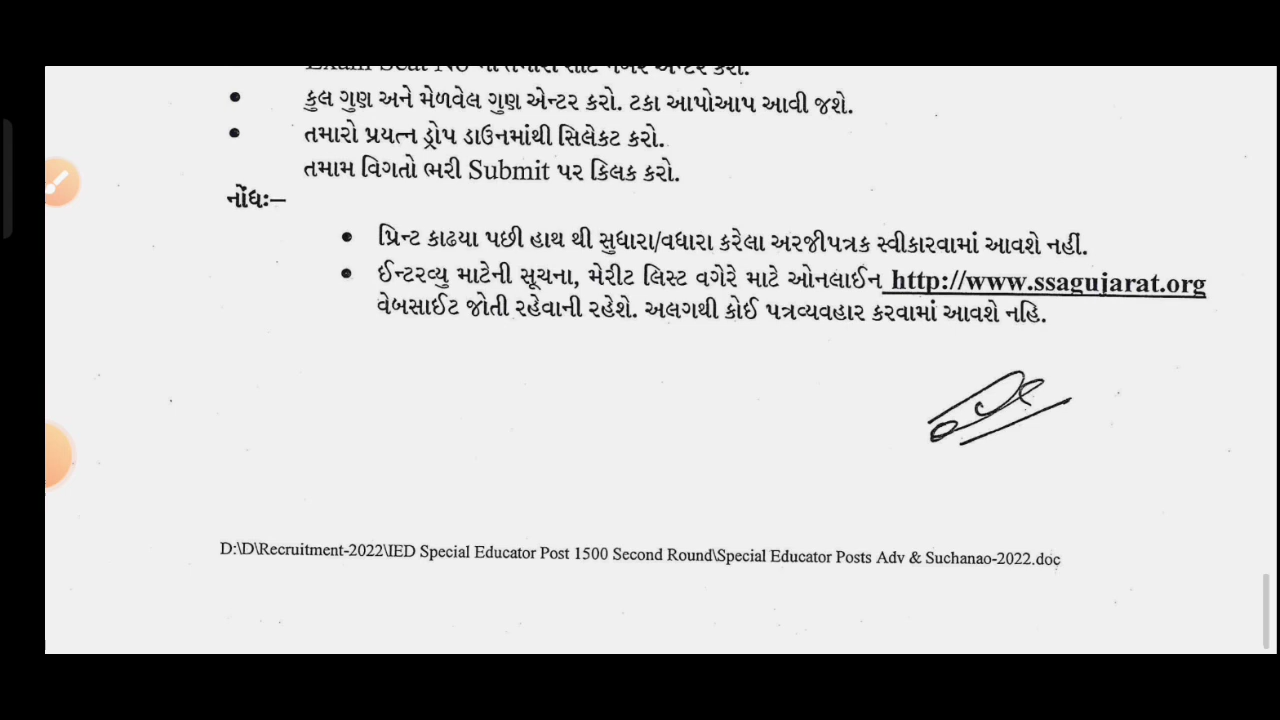 કુલ ગુણ અને મેળવેલ ગુણ એન્ટર કરો. ટકા આપોઆપ આવી જશે.
તમારો પ્રયત્ન ડ્રોપ ડાઉનમાંથી સિલેકટ કરો.
તમામ વિગતો ભરી Submit પર કિલક કરો.
નોંધઃ–
પ્રિન્ટ કાઢયા પછી હાથ થી સુધારા/વધારા કરેલા અરજીપત્રક સ્વીકારવામાં આવશે નહીં.
ઈન્ટરવ્યુ માટેની સૂચના, મેરીટ લિસ્ટ વગેરે માટે ઓનલાઈન http://www.ssagujarat.org
વેબસાઈટ જોતી રહેવાની રહેશે. અલગથી કોઈ પત્રવ્યવહાર કરવામાં આવશે નહિ.
D:\D\Recruitment-2022\IED Special Educator Post 1500 Second Round\Special Educator Posts Adv & Suchanao-2022.doc